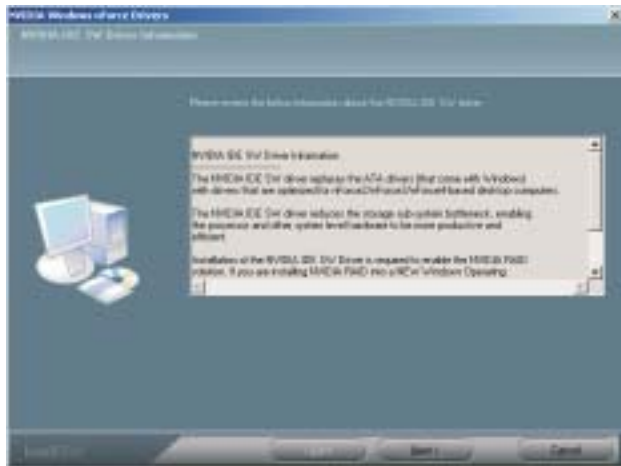 NVIDIA Windows nForce Drivers
NVIDIA IDE SW Driver Information
Please review the below information about the NVIDIA IDE SW driver
NVIDIA IDE SW Driver Information
The NVIDIA IDE SW driver replaces the ATA drivers (that come with Windows)
with drivers that are optimized for nForce based desktop computers.
The NVIDIA IDE SW driver reduces the storage sub-system bottleneck, enabling
the processor and other system level hardware to be more productive and
efficient.
Installation of the NVIDIA IDE SW Driver is required to enable the NVIDIA RAID
solution. If you are installing NVIDIA RAID into a NEW Windows Operating
Next >
Cancel